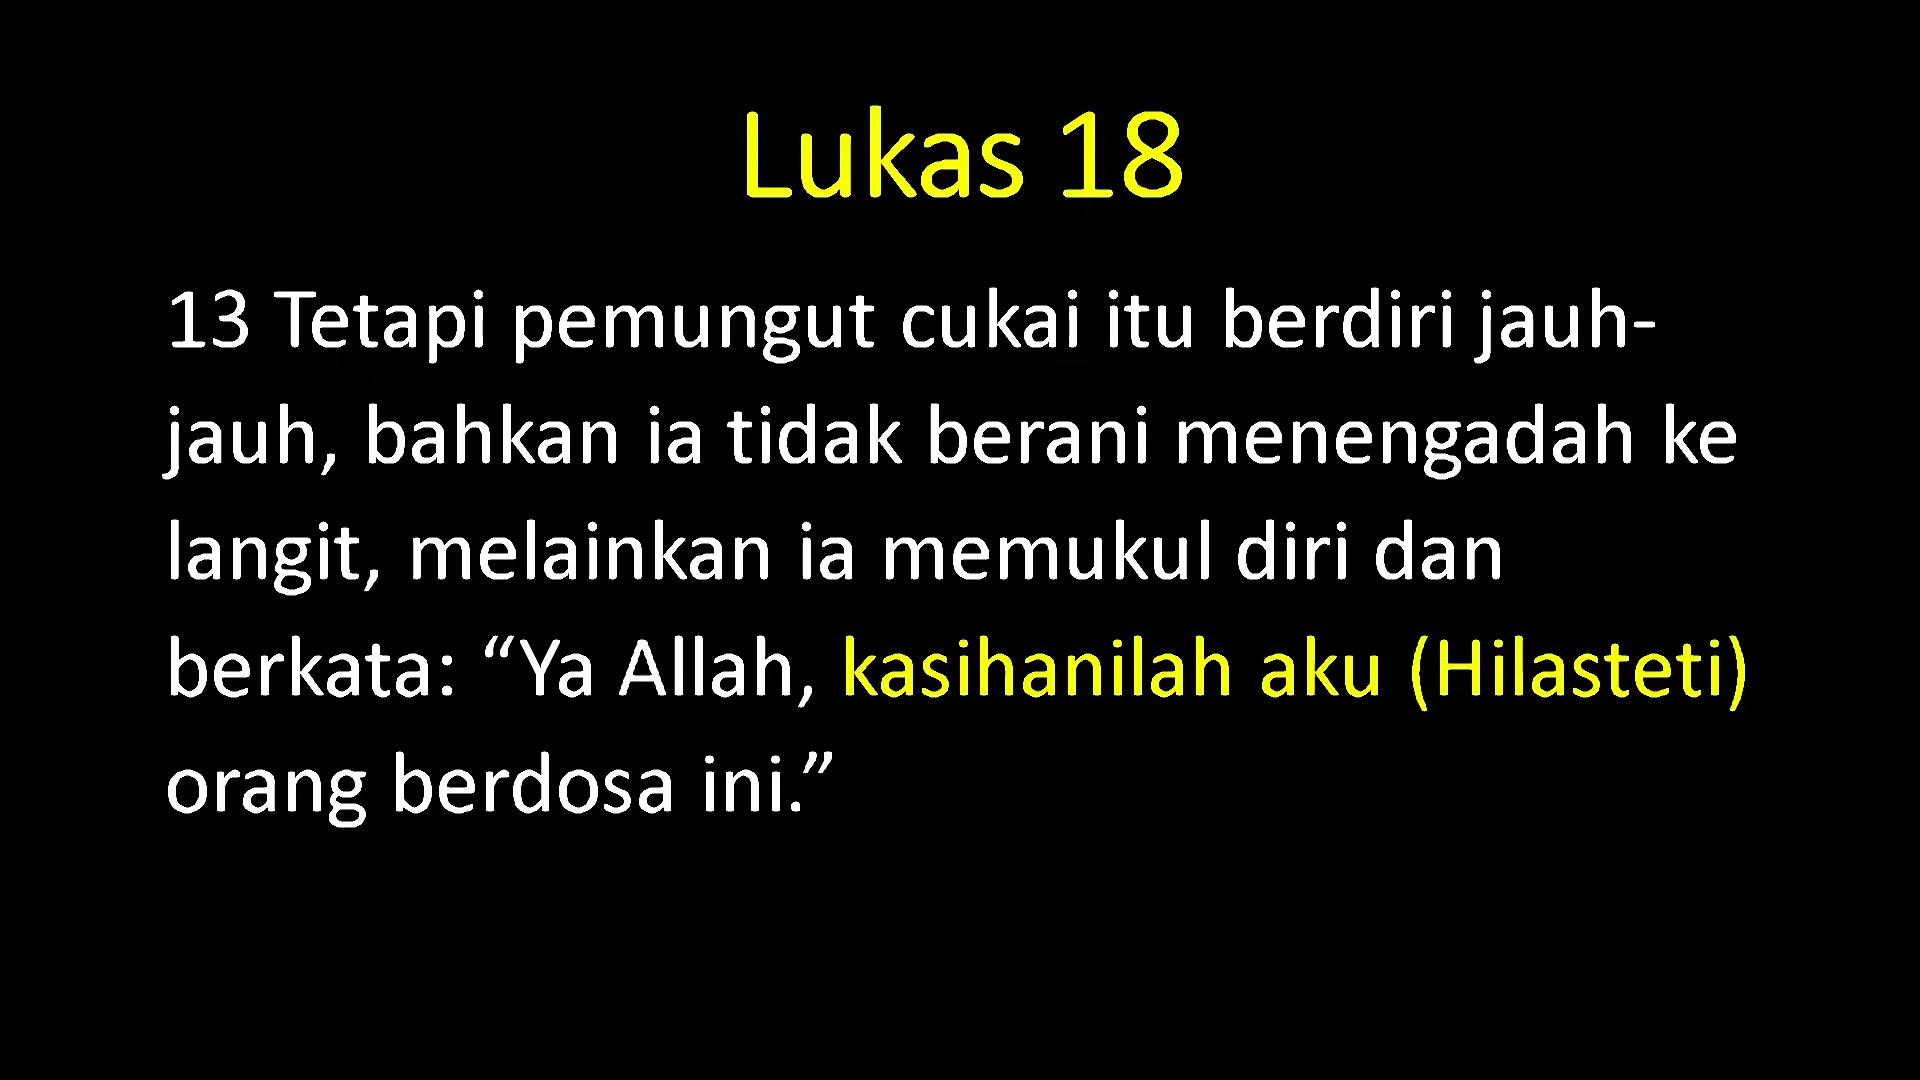 Lukas 18
13 Tetapi pemungut cukai itu berdiri jauh-
jauh, bahkan ia tidak berani menengadah ke
langit, melainkan ia memukul diri dan
berkata: “Ya Allah, kasihanilah aku (Hilasteti)
orang berdosa ini.”